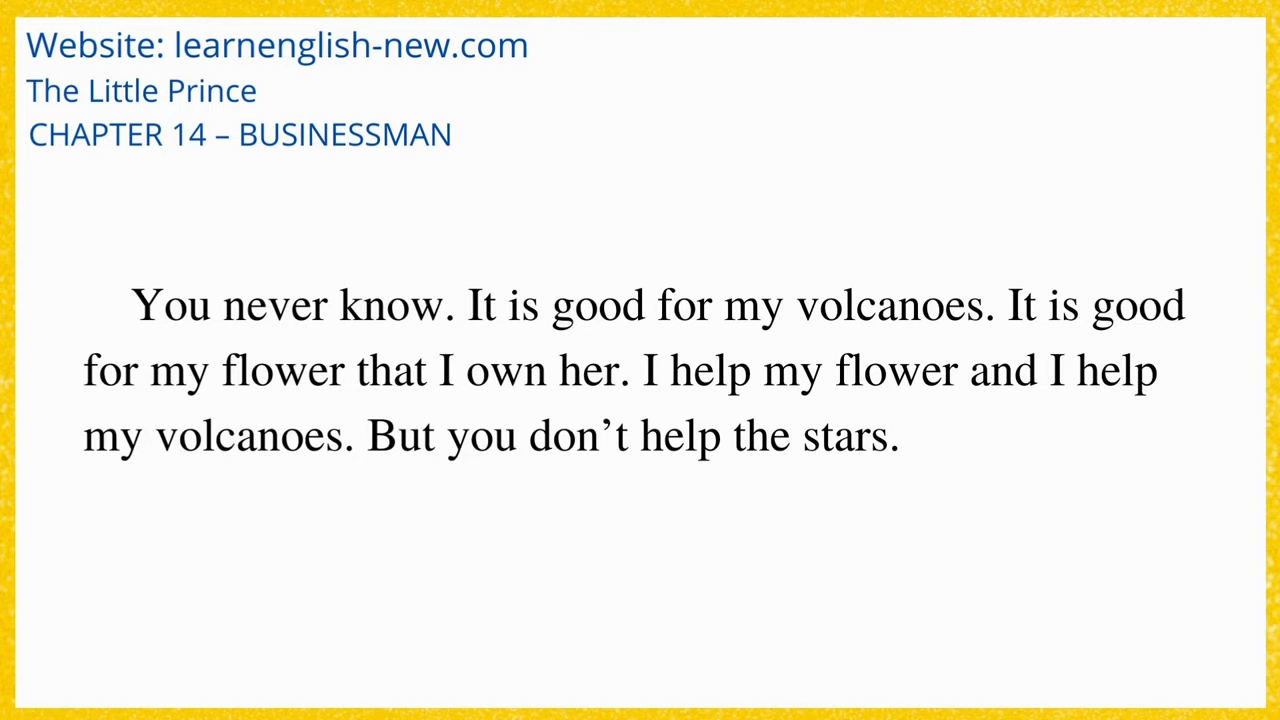 Website: learnenglish-new.com
The Little Prince
CHAPTER 14 – BUSINESSMAN
You never know. It is good for my volcanoes. It is good
for my flower that I own her. I help my flower and I help
my volcanoes. But you don’t help the stars.